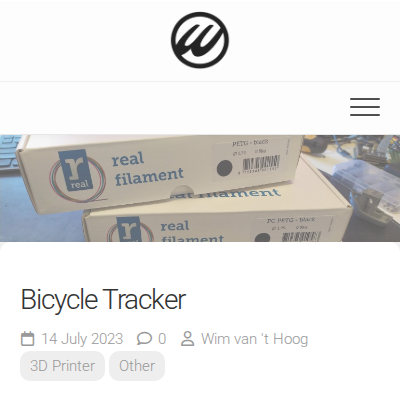 PETG - black
real
filament
real
filament
PC PETG - black
real
filament
Bicycle Tracker
14 July 2023 0 Wim van 't Hoog
3D Printer Other